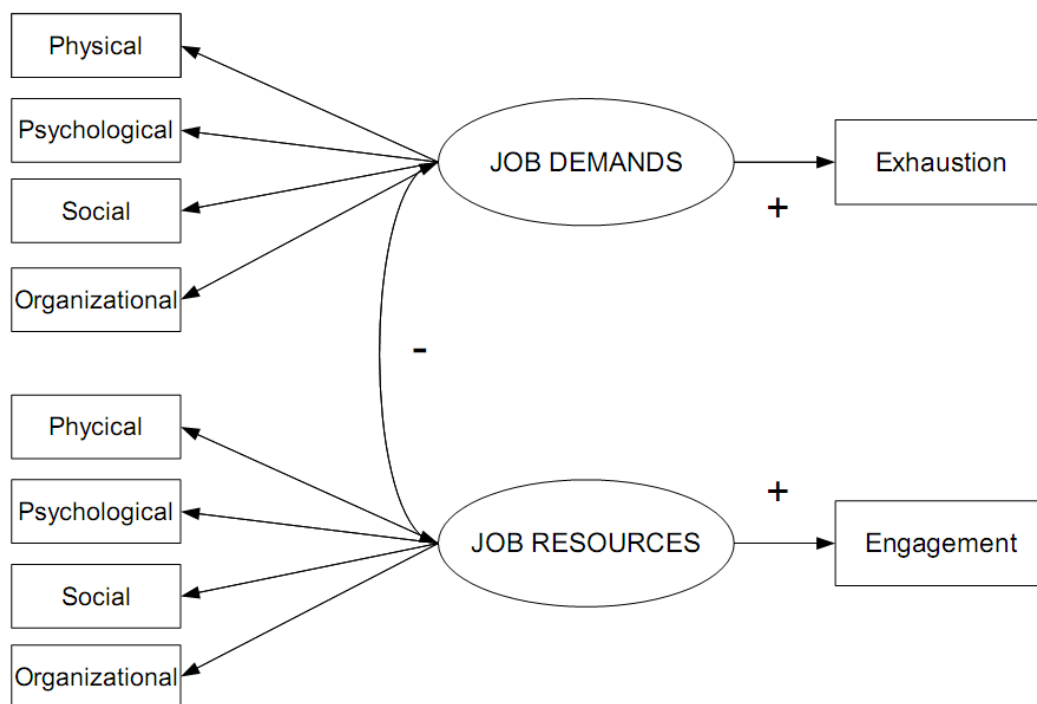 Physical
Psychological
Social
Organizational
JOB DEMANDS
+
Exhaustion
-
Phycical
Psychological
Social
Organizational
JOB RESOURCES
+
Engagement